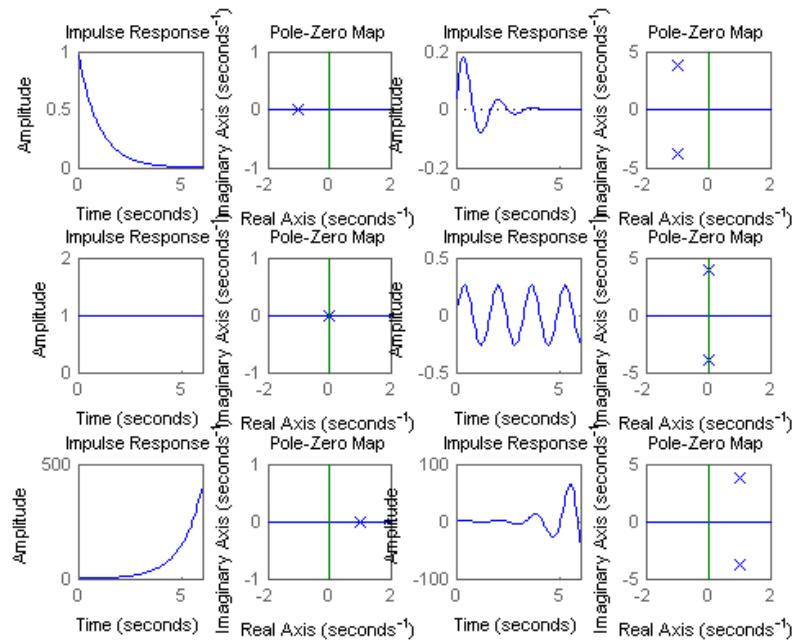 Impulse Response
Amplitude
1
0.5
0
0
5
Time (seconds)
Pole-Zero Map
Imaginary Axis (seconds⁻¹)
1
0
-1
-2
0
2
Real Axis (seconds⁻¹)
Impulse Response
Amplitude
0.2
0
-0.2
0
5
Time (seconds)
Pole-Zero Map
Imaginary Axis (seconds⁻¹)
5
0
-5
-2
0
2
Real Axis (seconds⁻¹)
Impulse Response
Amplitude
2
1
0
0
5
Time (seconds)
Pole-Zero Map
Imaginary Axis (seconds⁻¹)
1
0
-1
-2
0
2
Real Axis (seconds⁻¹)
Impulse Response
Amplitude
0.5
0
-0.5
0
5
Time (seconds)
Pole-Zero Map
Imaginary Axis (seconds⁻¹)
5
0
-5
-2
0
2
Real Axis (seconds⁻¹)
Impulse Response
Amplitude
500
0
0
5
Time (seconds)
Pole-Zero Map
Imaginary Axis (seconds⁻¹)
1
0
-1
-2
0
2
Real Axis (seconds⁻¹)
Impulse Response
Amplitude
100
0
-100
0
5
Time (seconds)
Pole-Zero Map
Imaginary Axis (seconds⁻¹)
5
0
-5
-2
0
2
Real Axis (seconds⁻¹)